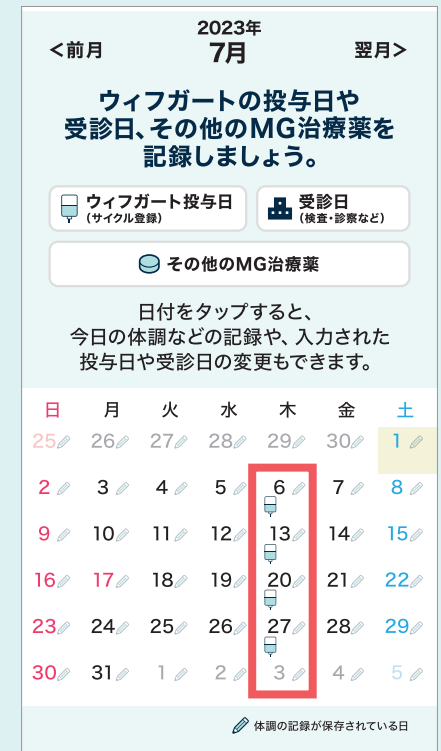 2023年
<前月
7月
翌月>
ウィフガートの投与日や
受診日、その他のMG治療薬を
記録しましょう。
ウィフガート投与日
(サイクル登録)
受診日
(検査・診察など)
その他のMG治療薬
日付をタップすると、
今日の体調などの記録や、入力された
投与日や受診日の変更もできます。
日 月 火 水 木 金 土
25 26 27 28 29 30 1
2 3 4 5 6 7 8
9 10 11 12 13 14 15
16 17 18 19 20 21 22
23 24 25 26 27 28 29
30 31 1 2 3 4 5
体調の記録が保存されている日